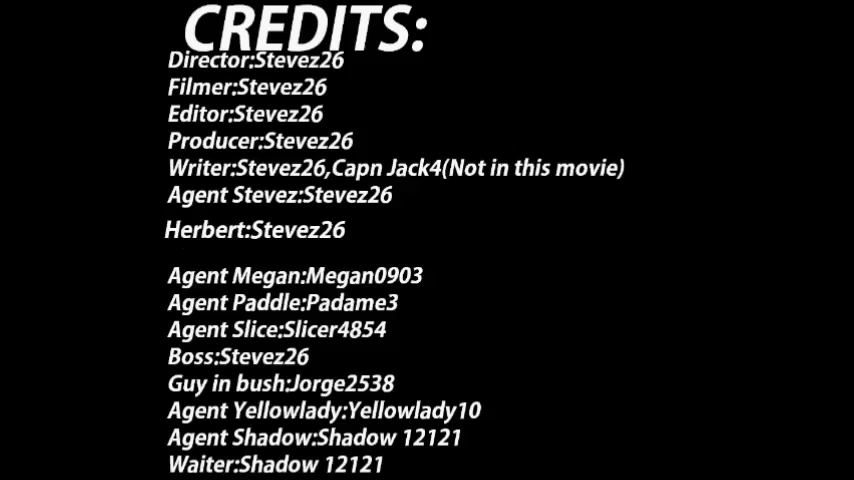 CREDITS:
Director:Stevez26
Filmer:Stevez26
Editor:Stevez26
Producer:Stevez26
Writer:Stevez26,Capn Jack4(Not in this movie)
Agent Stevez:Stevez26
Herbert:Stevez26
Agent Megan:Megan0903
Agent Paddle:Padame3
Agent Slice:Slicer4854
Boss:Stevez26
Guy in bush:Jorge2538
Agent Yellowlady:Yellowlady10
Agent Shadow:Shadow 12121
Waiter:Shadow 12121